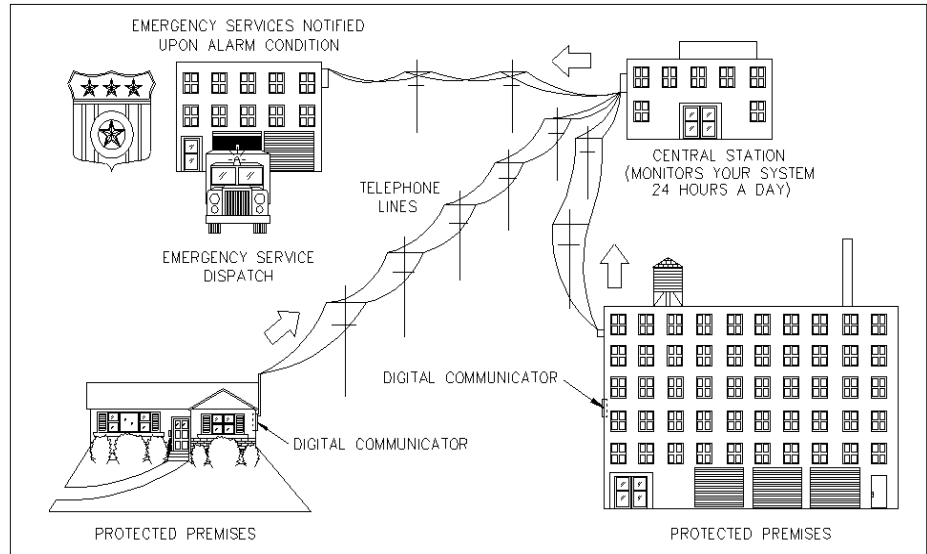 EMERGENCY SERVICES NOTIFIED
UPON ALARM CONDITION
CENTRAL STATION
(MONITORS YOUR SYSTEM
24 HOURS A DAY)
TELEPHONE
LINES
EMERGENCY SERVICE
DISPATCH
DIGITAL COMMUNICATOR
DIGITAL COMMUNICATOR
PROTECTED PREMISES
PROTECTED PREMISES